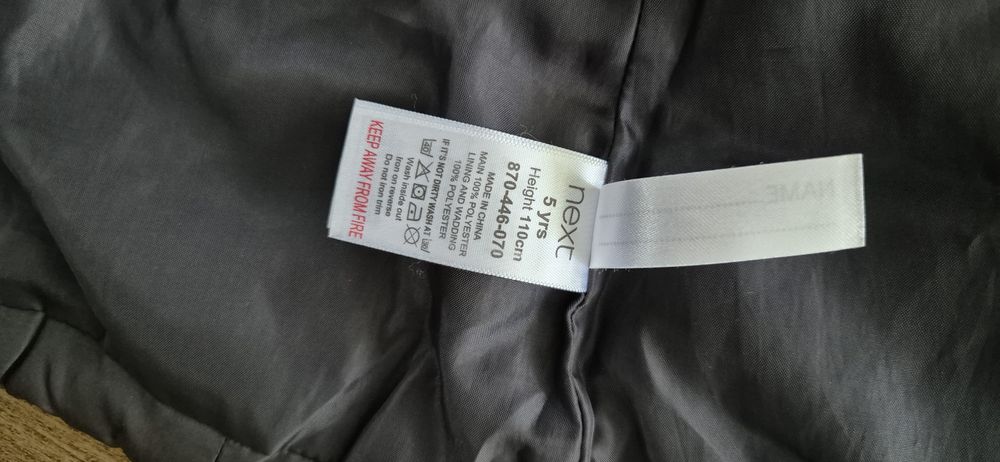 next
5 yrs
Height 110cm
870-446-070
MADE IN CHINA
MAIN 100% POLYESTER
LINING AND WADDING
100% POLYESTER
IF IT'S NOT DIRTY WASH AT 30
40
Wash inside out
Iron on reverse
Do not iron trim
KEEP AWAY FROM FIRE